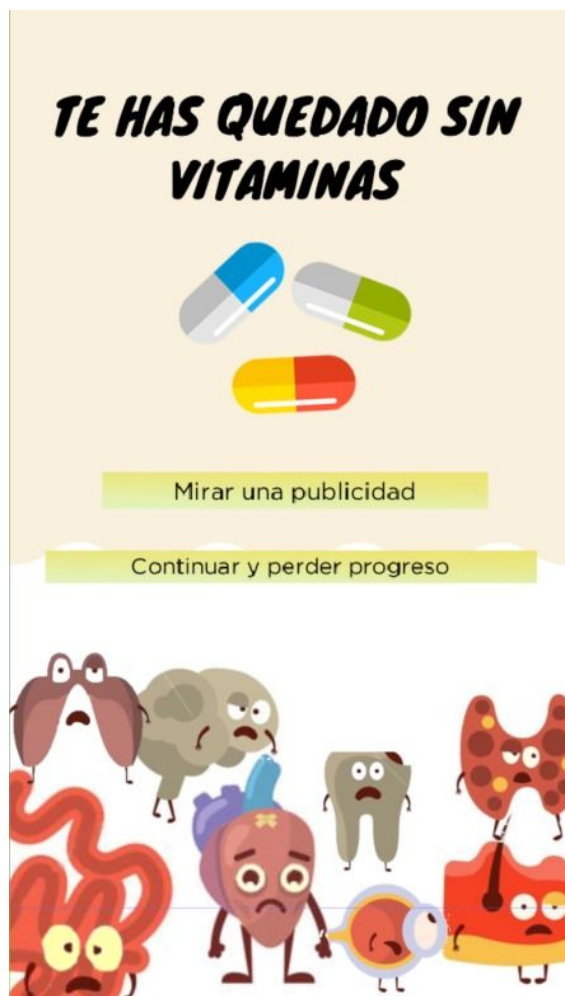 TE HAS QUEDADO SIN
VITAMINAS
Mirar una publicidad
Continuar y perder progreso